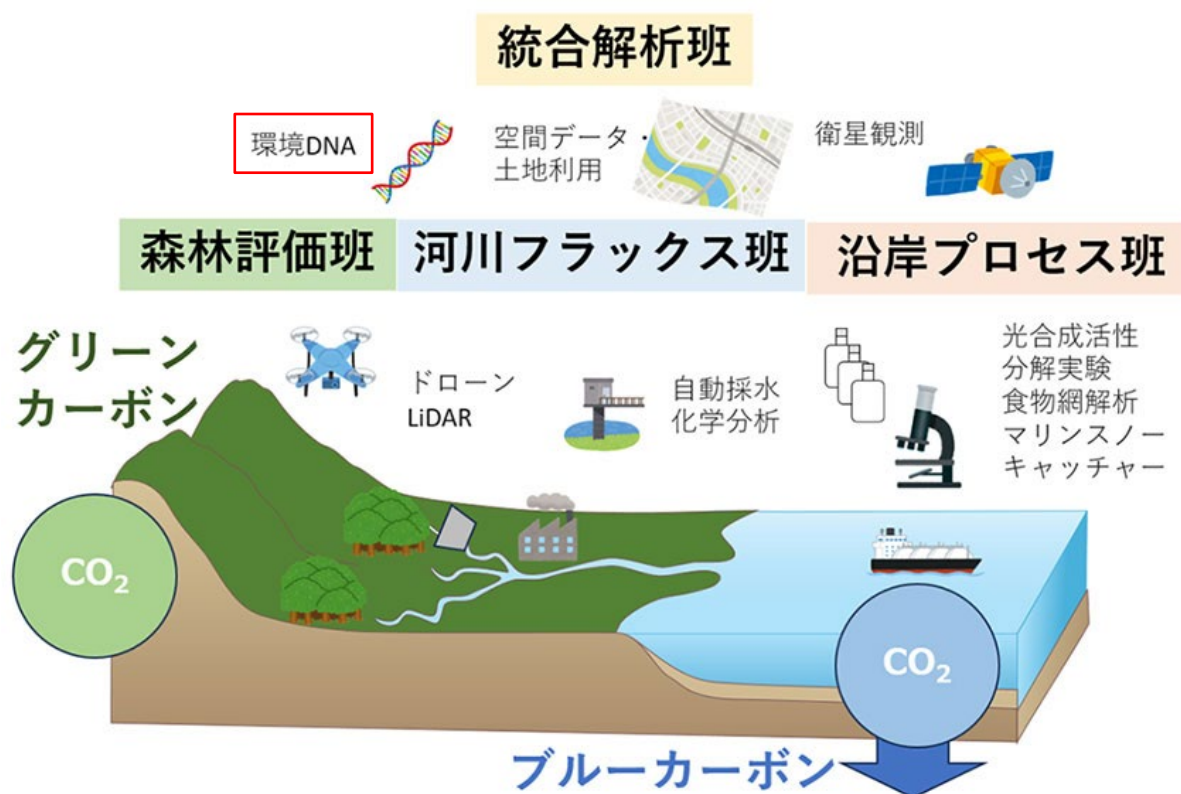 統合解析班
環境DNA
空間データ・
土地利用
衛星観測
森林評価班
河川フラックス班
沿岸プロセス班
グリーン
カーボン
ドローン
LiDAR
自動採水
化学分析
光合成活性
分解実験
食物網解析
マリンスノー
キャッチャー
CO₂
CO₂
ブルーカーボン